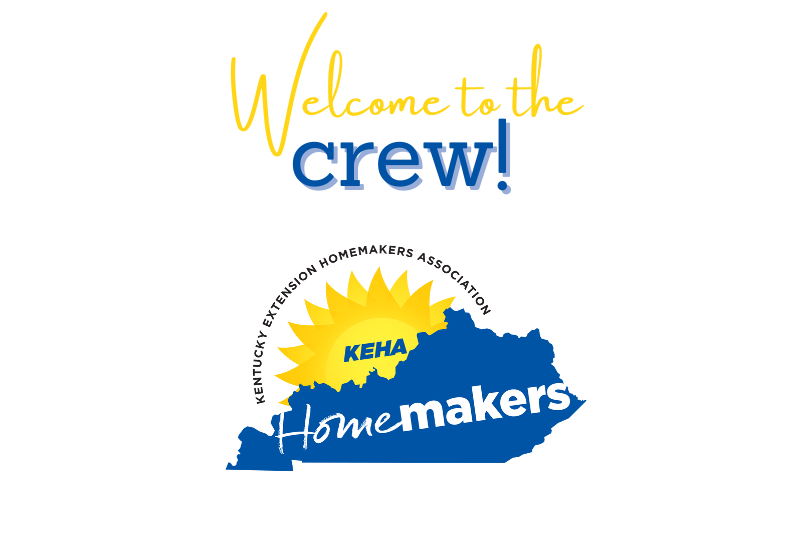 Welcome to the
crew!
KENTUCKY EXTENSION HOMEMAKERS ASSOCIATION
KEHA
Homemakers